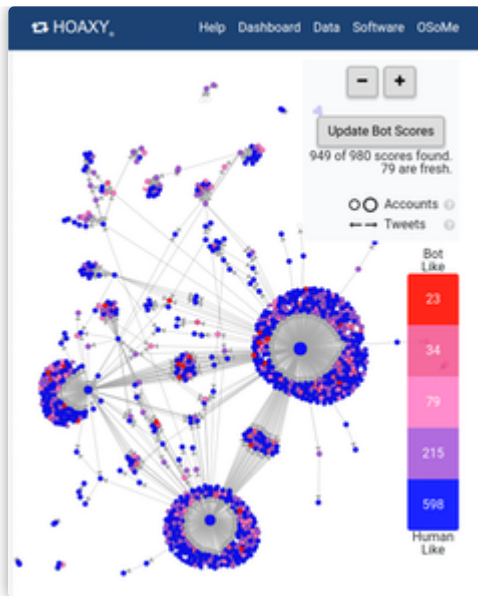 HOAXY
Help Dashboard Data Software OSoMe
Update Bot Scores
949 of 980 scores found.
79 are fresh.
Accounts
Tweets
Bot
Like
23
34
79
215
598
Human
Like